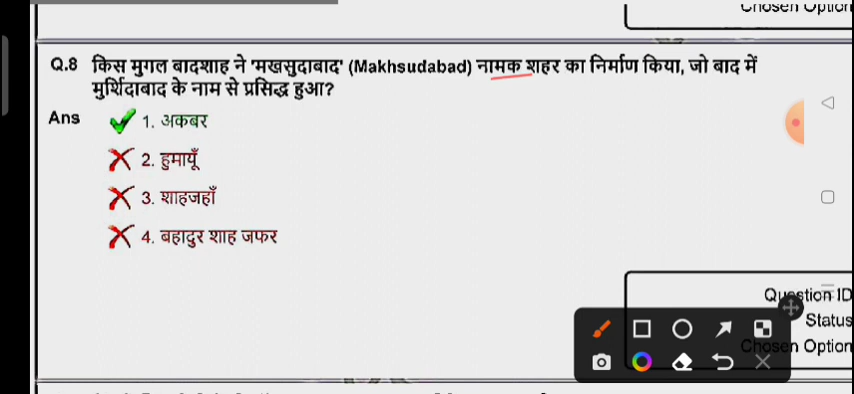 Chosen Option
Q.8 किस मुगल बादशाह ने 'मखसुदाबाद' (Makhsudabad) नामक शहर का निर्माण किया, जो बाद में
मुर्शिदाबाद के नाम से प्रसिद्ध हुआ?
Ans 1. अकबर
2. हुमायूँ
3. शाहजहाँ
4. बहादुर शाह जफर
Question ID
Status
Chosen Option